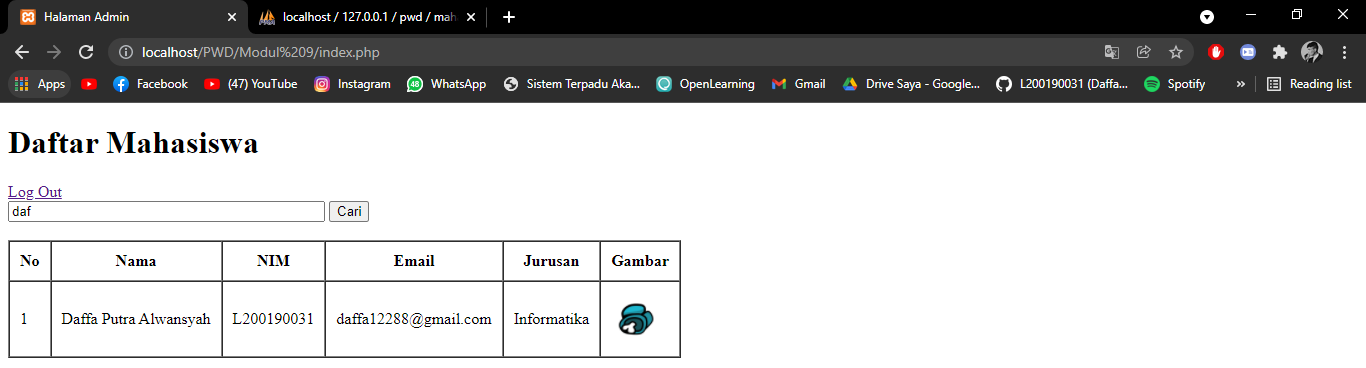 Halaman Admin
localhost / 127.0.0.1 / pwd / mah
localhost/PWD/Modul%209/index.php
Apps Facebook (47) YouTube Instagram 48 WhatsApp Sistem Terpadu Aka... OpenLearning Gmail Drive Saya - Google... L200190031 (Daffa... Spotify » Reading list
Daftar Mahasiswa
Log Out
daf Cari
No Nama NIM Email Jurusan Gambar
1 Daffa Putra Alwansyah L200190031 daffa12288@gmail.com Informatika